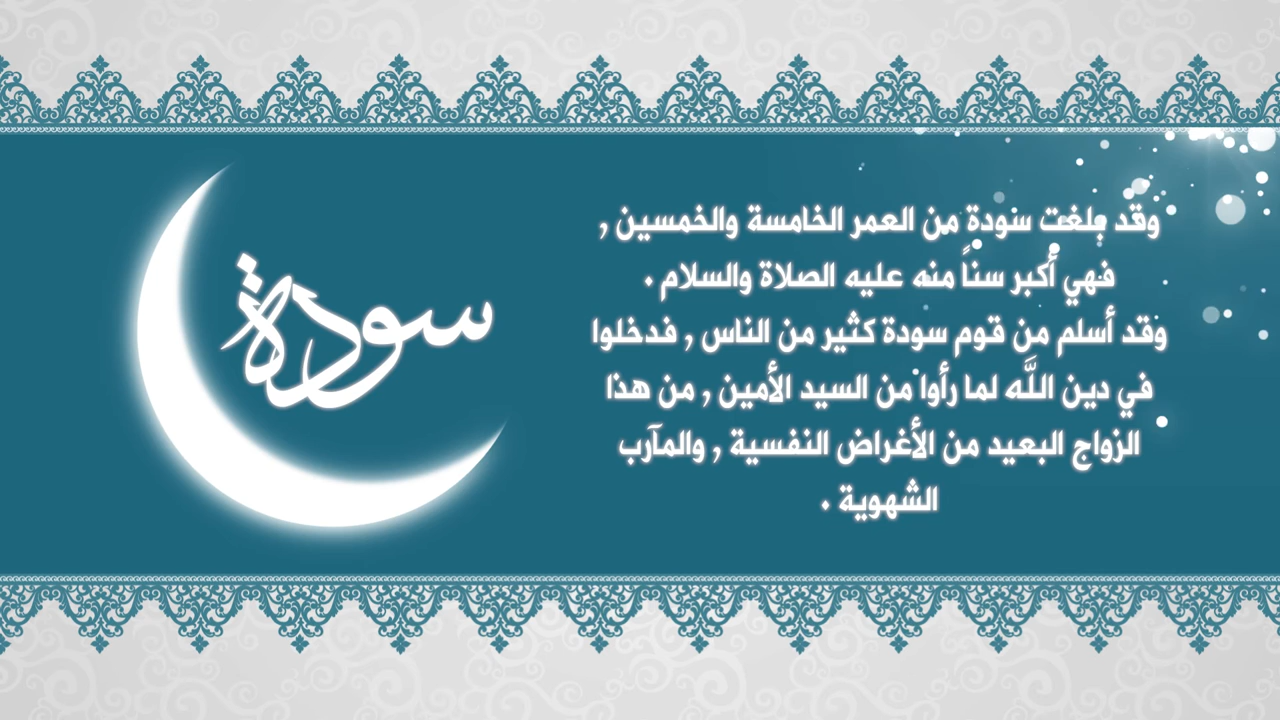 سودة
وقد بلغت سودة من العمر الخامسة والخمسين ,
فهي أكبر سناً منه عليه الصلاة والسلام .
وقد أسلم من قوم سودة كثير من الناس , فدخلوا
في دين اللَّه لما رأوا من السيد الأمين , من هذا
الزواج البعيد من الأغراض النفسية , والمآرب
الشهوية .